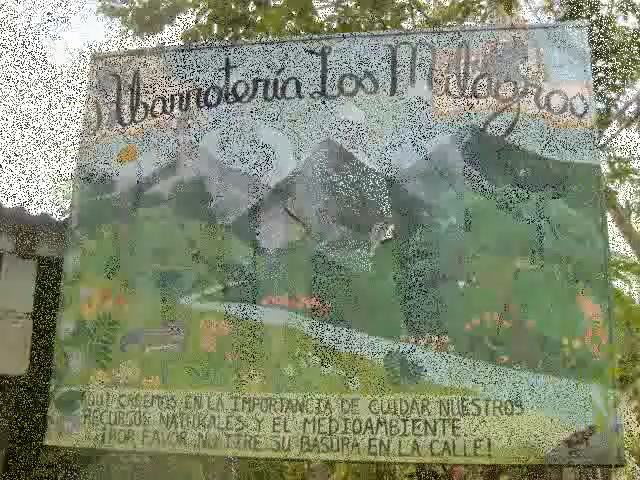 Abarrotería Los Milagros
AQUÍ CREEMOS EN LA IMPORTANCIA DE CUIDAR NUESTROS
RECURSOS NATURALES Y EL MEDIOAMBIENTE
¡POR FAVOR NO TIRE SU BASURA EN LA CALLE!